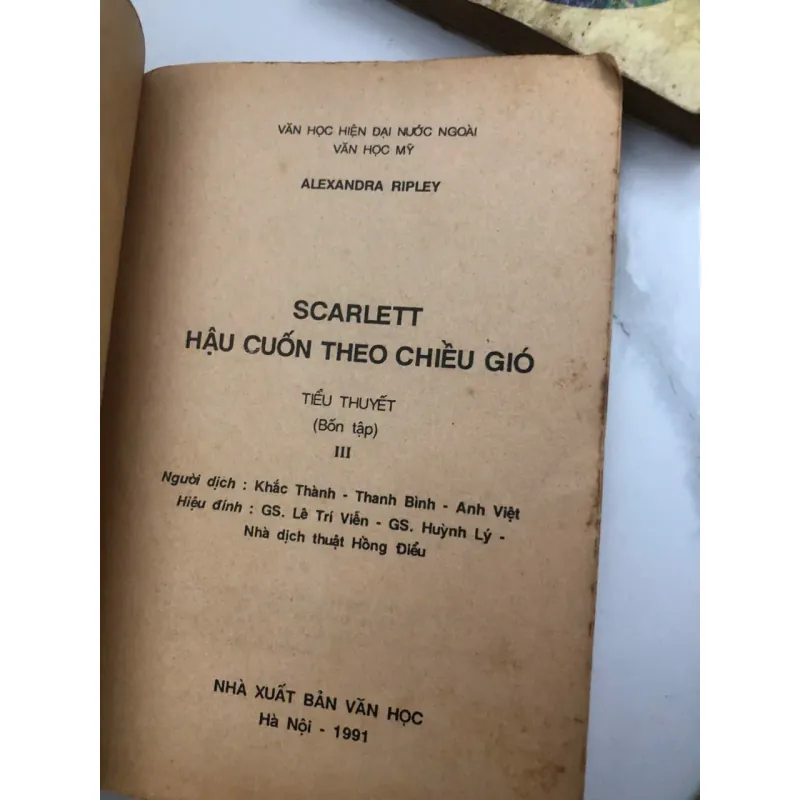 VĂN HỌC HIỆN ĐẠI NƯỚC NGOÀI
VĂN HỌC MỸ
ALEXANDRA RIPLEY
SCARLETT
HẬU CUỐN THEO CHIỀU GIÓ
TIỂU THUYẾT
(Bốn tập)
III
Người dịch : Khắc Thành - Thanh Bình - Anh Việt
Hiệu đính : GS. Lê Trí Viễn - GS. Huỳnh Lý -
Nhà dịch thuật Hồng Điểu
NHÀ XUẤT BẢN VĂN HỌC
Hà Nội - 1991